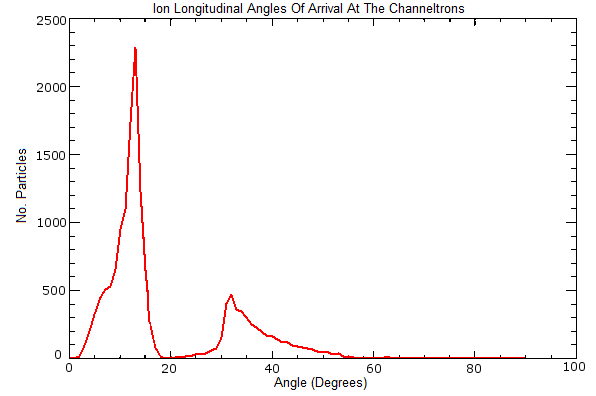 Ion Longitudinal Angles Of Arrival At The Channeltrons
2500
2000
1500
1000
500
0
No. Particles
0 20 40 60 80 100
Angle (Degrees)